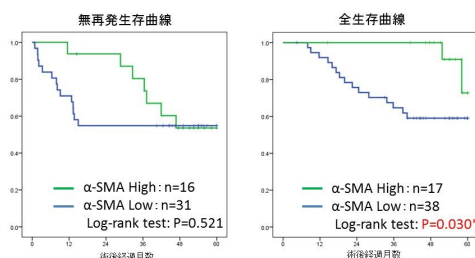 無再発生存曲線
1.0
0.8
0.6
0.4
0.2
0.0
α-SMA High：n=16
α-SMA Low：n=31
Log-rank test: P=0.521
0 12 24 36 48 60
術後経過月数
全生存曲線
1.0
0.8
0.6
0.4
0.2
0.0
α-SMA High：n=17
α-SMA Low：n=38
Log-rank test: P=0.030*
0 12 24 36 48 60
術後経過月数